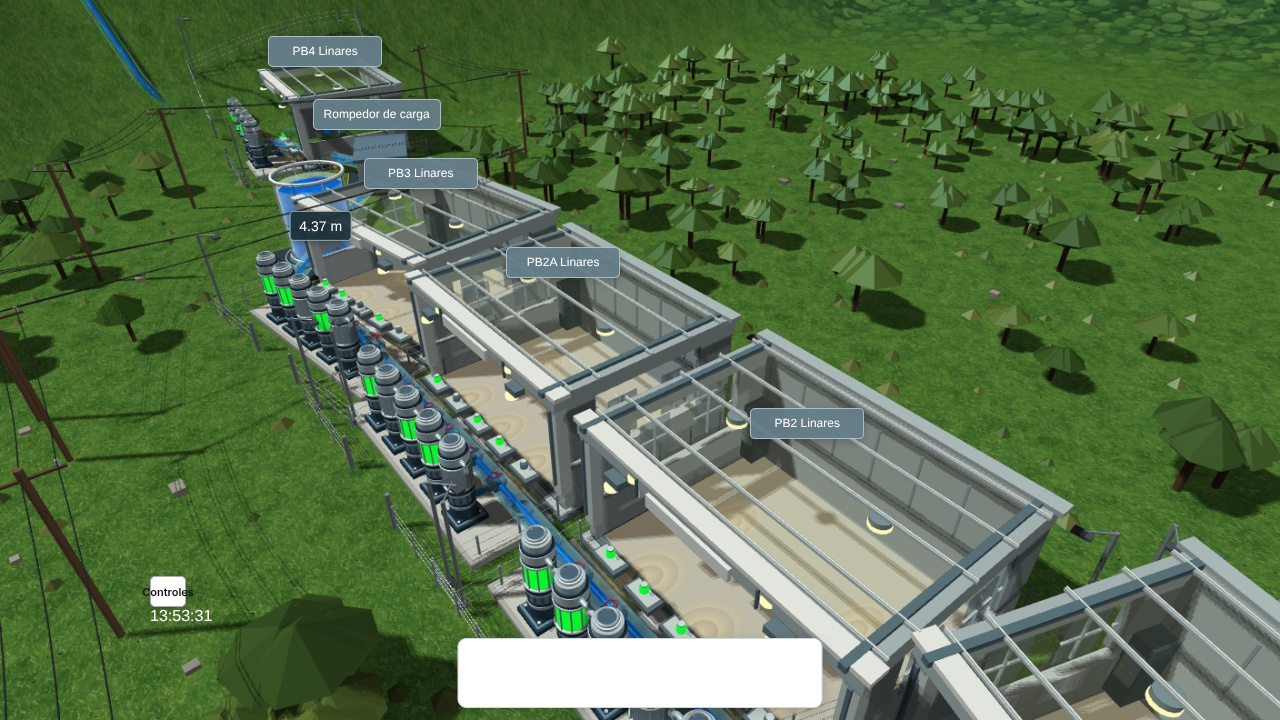 PB4 Linares
Rompedor de carga
PB3 Linares
4.37 m
PB2A Linares
PB2 Linares
Controles
13:53:31